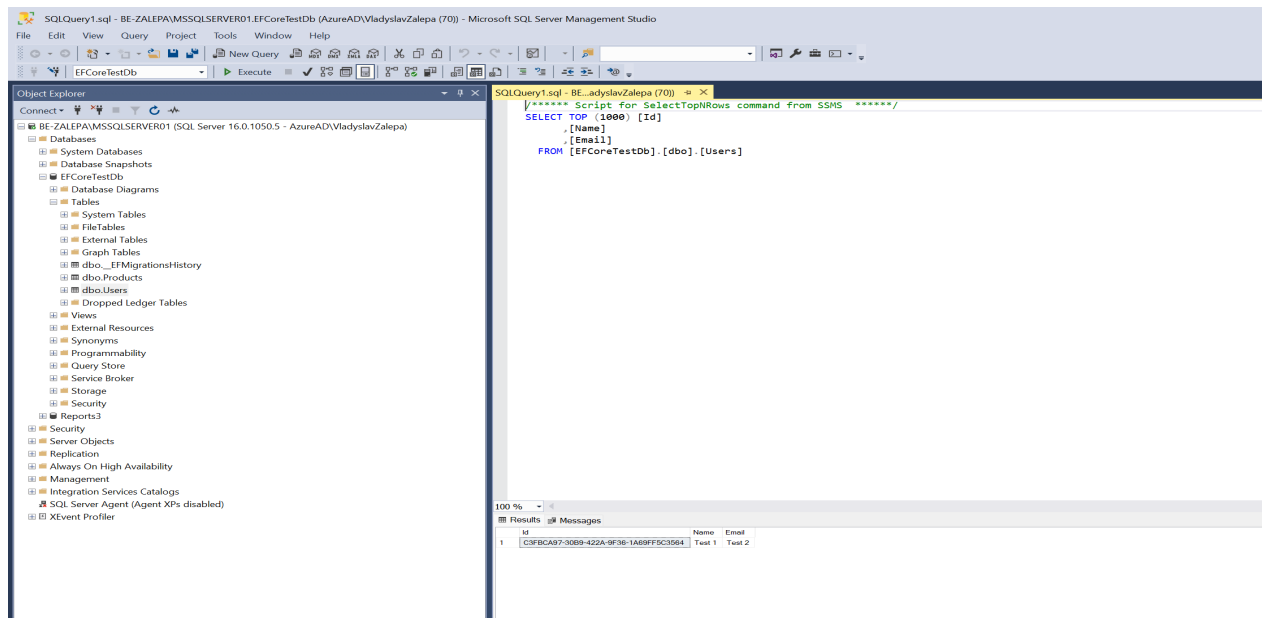 SQLQuery1.sql - BE-ZALEPA\MSSQLSERVER01.EFCoreTestDb (AzureAD\VladyslavZalepa (70)) - Microsoft SQL Server Management Studio
File Edit View Query Project Tools Window Help
New Query MDX DMX XMLA DAX
EFCoreTestDb Execute
Object Explorer
Connect
BE-ZALEPA\MSSQLSERVER01 (SQL Server 16.0.1050.5 - AzureAD\VladyslavZalepa)
Databases
System Databases
Database Snapshots
EFCoreTestDb
Database Diagrams
Tables
System Tables
FileTables
External Tables
Graph Tables
dbo.__EFMigrationsHistory
dbo.Products
dbo.Users
Dropped Ledger Tables
Views
External Resources
Synonyms
Programmability
Query Store
Service Broker
Storage
Security
Reports3
Security
Server Objects
Replication
Always On High Availability
Management
Integration Services Catalogs
SQL Server Agent (Agent XPs disabled)
XEvent Profiler
SQLQuery1.sql - BE...adyslavZalepa (70))
/****** Script for SelectTopNRows command from SSMS ******/
SELECT TOP (1000) [Id]
,[Name]
,[Email]
FROM [EFCoreTestDb].[dbo].[Users]
100 %
Results Messages
Id Name Email
1 C3FBCA97-30B9-422A-9F36-1A69FF5C3564 Test 1 Test 2